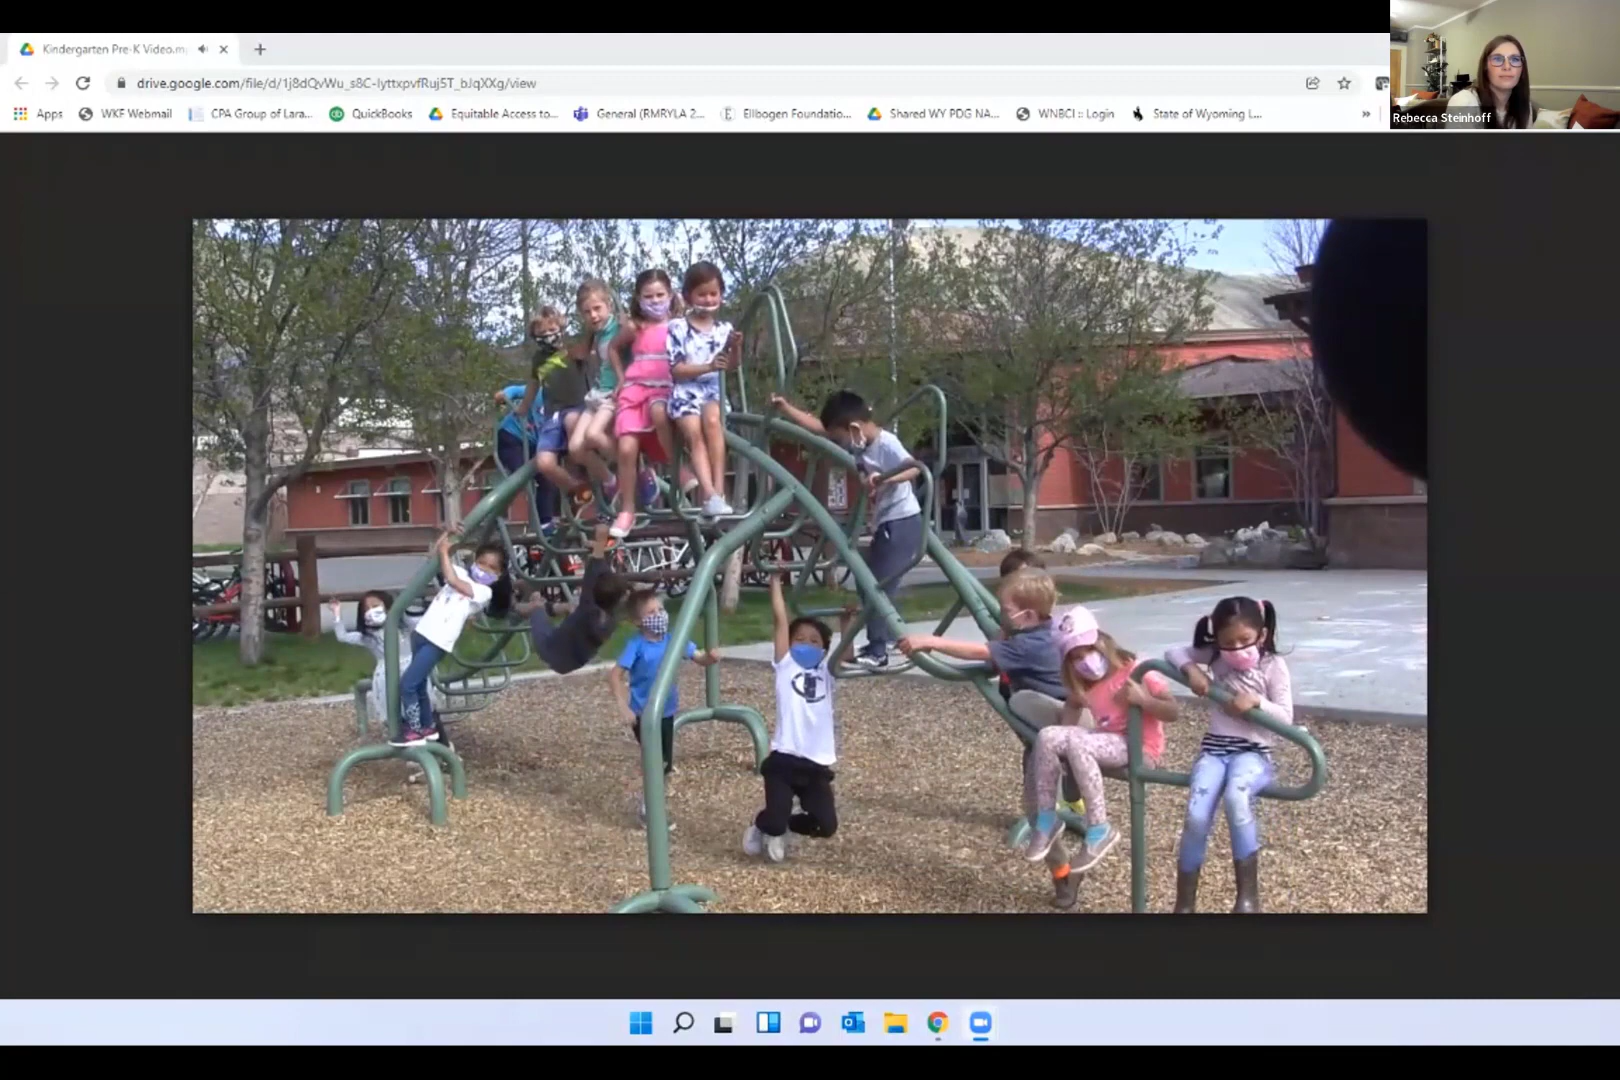 Kindergarten Pre-K Video.m
drive.google.com/file/d/1j8dQvWu_s8C-IyttxpvfRuj5T_bJqXXg/view
Apps WKF Webmail CPA Group of Lara... QuickBooks Equitable Access to... General (RMRYLA 2... Ellbogen Foundatio... Shared WY PDG NA... WNBCI :: Login State of Wyoming L... »
Rebecca Steinhoff